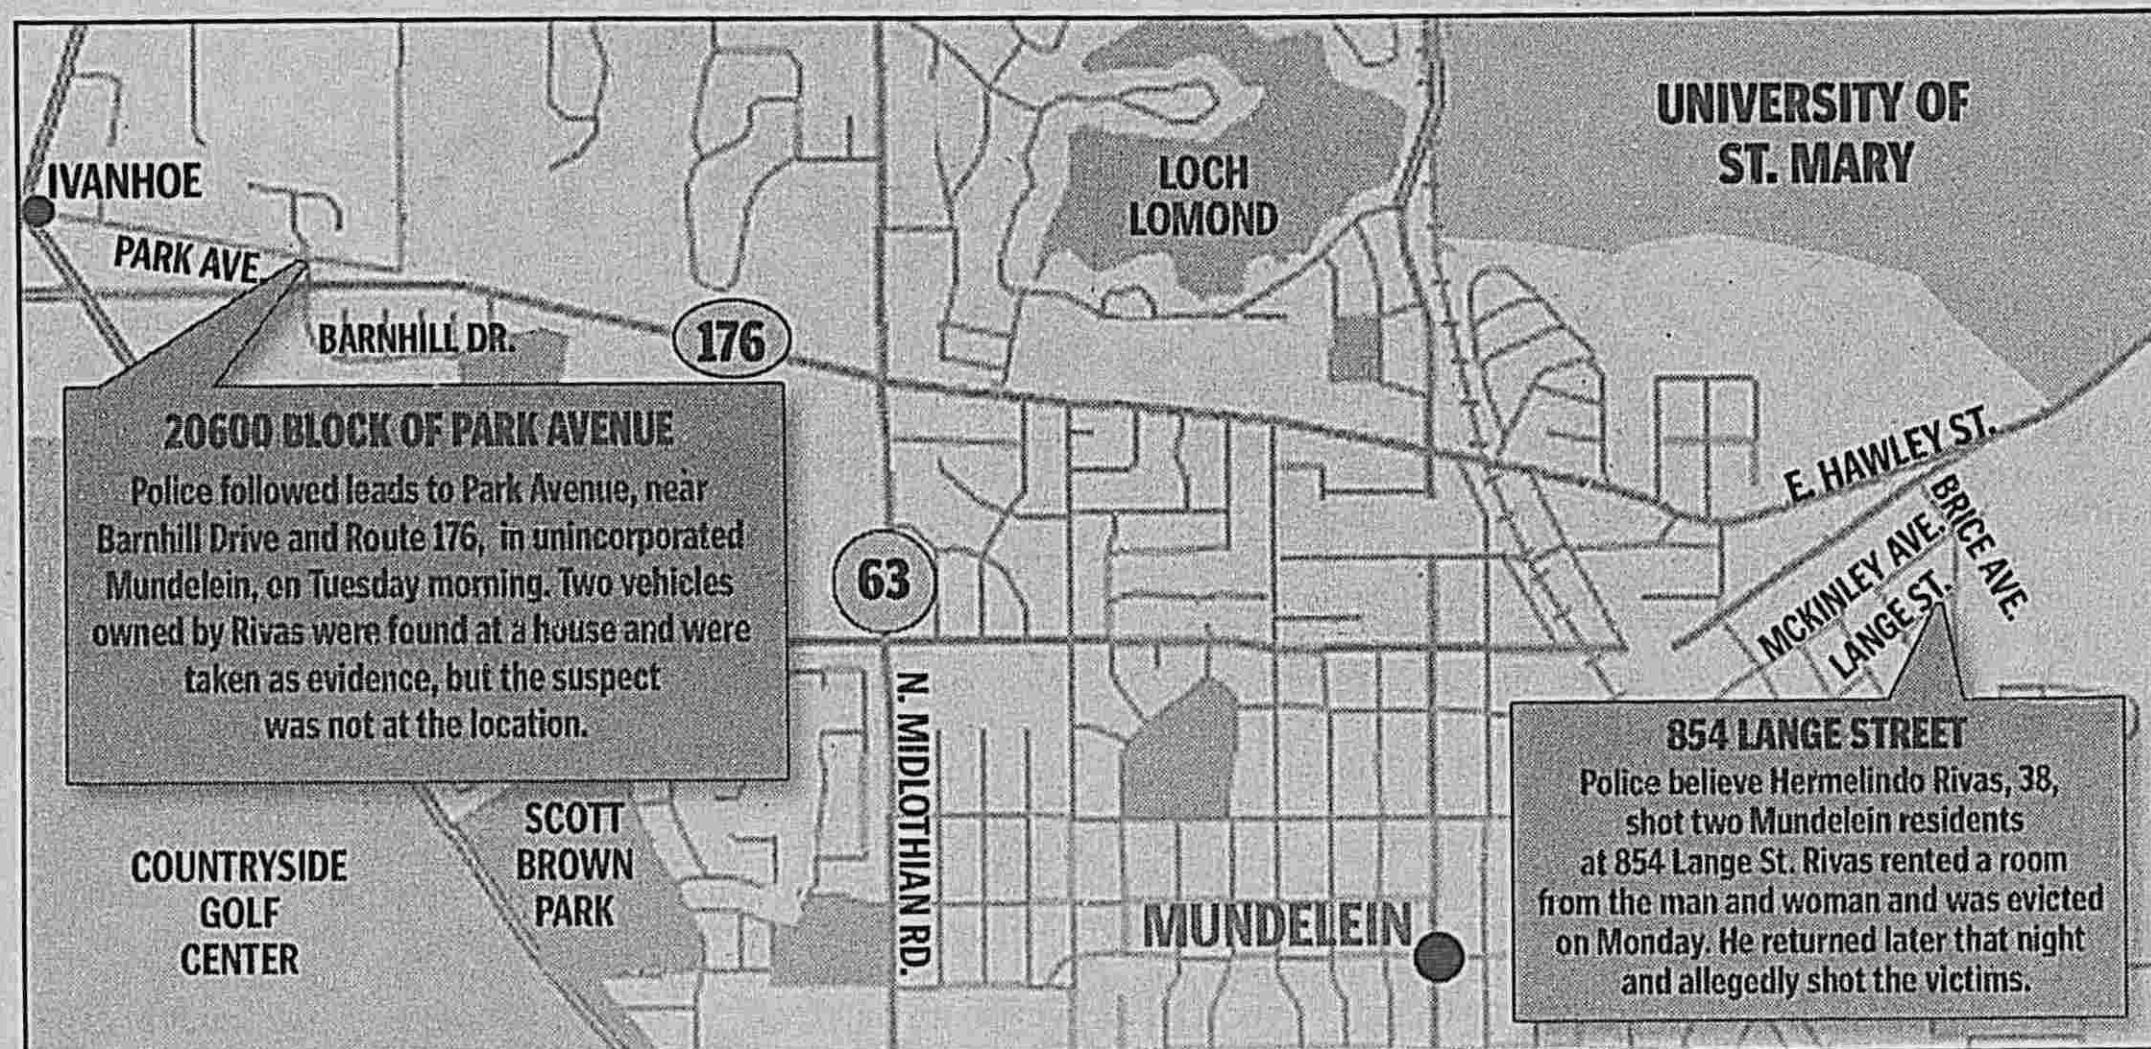 UNIVERSITY OF
ST. MARY
IVANHOE
LOCH
LOMOND
PARK AVE.
BARNHILL DR.
176
20600 BLOCK OF PARK AVENUE
Police followed leads to Park Avenue, near
Barnhill Drive and Route 176, in unincorporated
Mundelein, on Tuesday morning. Two vehicles
owned by Rivas were found at a house and were
taken as evidence, but the suspect
was not at the location.
E. HAWLEY ST.
BRICE AVE.
MCKINLEY AVE.
LANGE ST.
63
N. MIDLOTHIAN RD.
854 LANGE STREET
Police believe Hermelindo Rivas, 38,
shot two Mundelein residents
at 854 Lange St. Rivas rented a room
from the man and woman and was evicted
on Monday. He returned later that night
and allegedly shot the victims.
SCOTT
BROWN
PARK
COUNTRYSIDE
GOLF
CENTER
MUNDELEIN